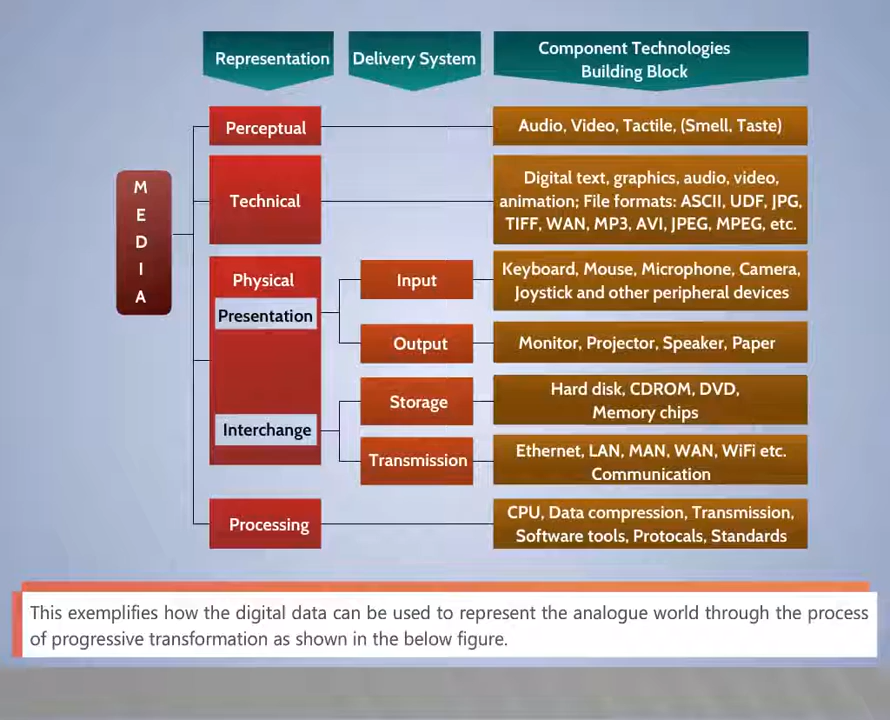 Representation
Delivery System
Component Technologies
Building Block
M
E
D
I
A
Perceptual
Audio, Video, Tactile, (Smell, Taste)
Technical
Digital text, graphics, audio, video,
animation; File formats: ASCII, UDF, JPG,
TIFF, WAN, MP3, AVI, JPEG, MPEG, etc.
Physical
Presentation
Input
Keyboard, Mouse, Microphone, Camera,
Joystick and other peripheral devices
Output
Monitor, Projector, Speaker, Paper
Interchange
Storage
Hard disk, CDROM, DVD,
Memory chips
Transmission
Ethernet, LAN, MAN, WAN, WiFi etc.
Communication
Processing
CPU, Data compression, Transmission,
Software tools, Protocals, Standards
This exemplifies how the digital data can be used to represent the analogue world through the process
of progressive transformation as shown in the below figure.